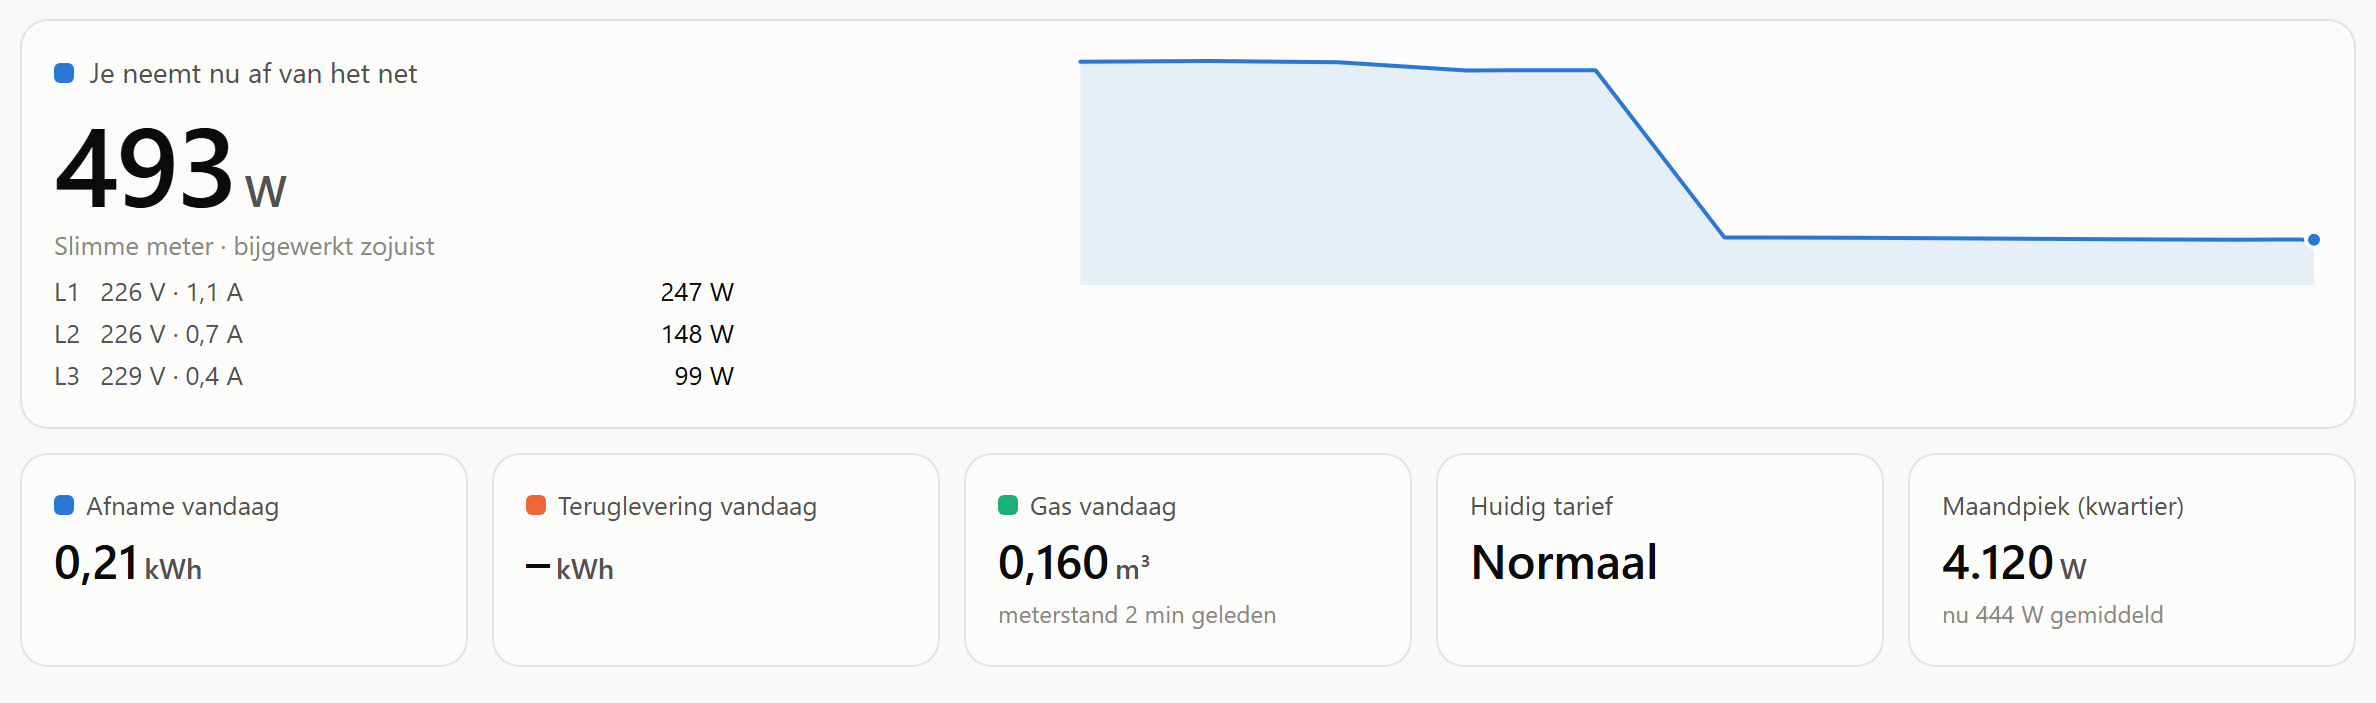 Je neemt nu af van het net
493 W
Slimme meter · bijgewerkt zojuist
L1 226 V · 1,1 A 247 W
L2 226 V · 0,7 A 148 W
L3 229 V · 0,4 A 99 W
Afname vandaag
0,21 kWh
Teruglevering vandaag
– kWh
Gas vandaag
0,160 m³
meterstand 2 min geleden
Huidig tarief
Normaal
Maandpiek (kwartier)
4.120 W
nu 444 W gemiddeld